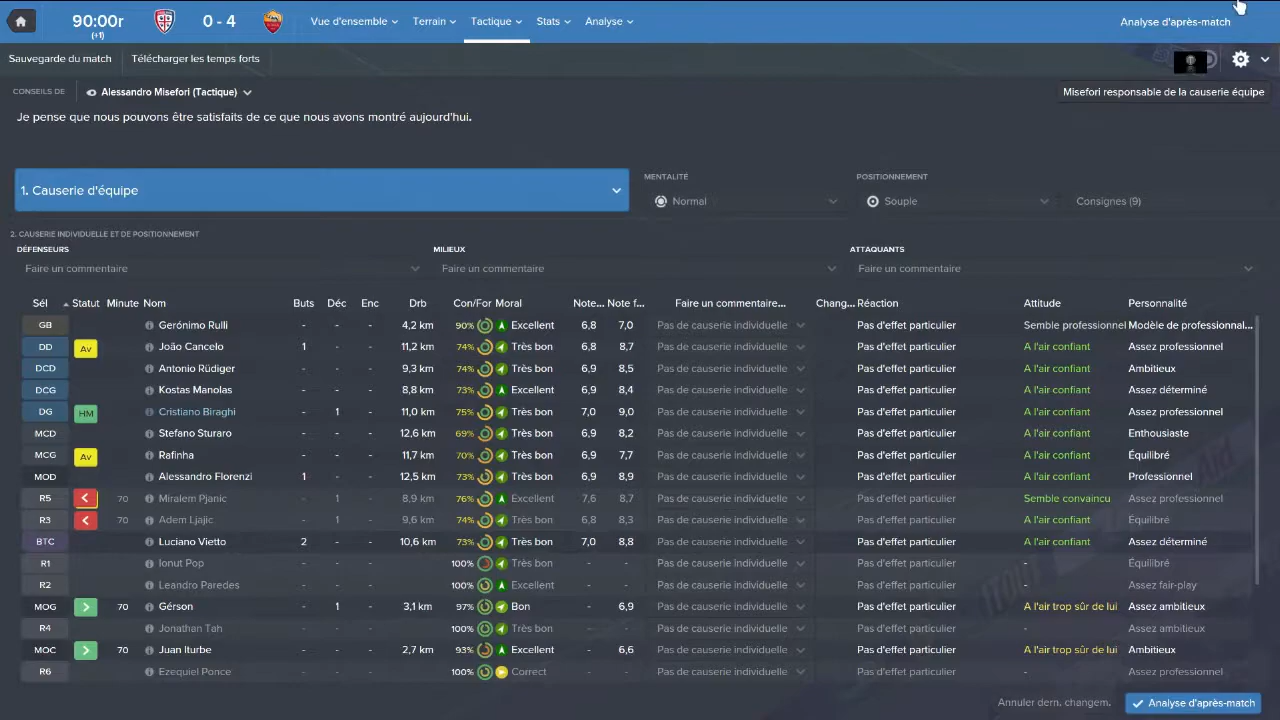 90:00r
(+1)
0 - 4
Vue d'ensemble
Terrain
Tactique
Stats
Analyse
Analyse d'après-match
Sauvegarde du match
Télécharger les temps forts
CONSEILS DE
Alessandro Misefori (Tactique)
Misefori responsable de la causerie équipe
Je pense que nous pouvons être satisfaits de ce que nous avons montré aujourd'hui.
1. Causerie d'équipe
MENTALITÉ
Normal
POSITIONNEMENT
Souple
Consignes (9)
2. CAUSERIE INDIVIDUELLE ET DE POSITIONNEMENT
DÉFENSEURS MILIEUX ATTAQUANTS
Faire un commentaire Faire un commentaire Faire un commentaire
Sél Statut Minute Nom Buts Déc Enc Drb Con/For Moral Note... Note f... Faire un commentaire... Chang... Réaction Attitude Personnalité
GB Gerónimo Rulli - - - 4,2 km 90% Excellent 6,8 7,0 Pas de causerie individuelle Pas d'effet particulier Semble professionnel Modèle de professionnal...
DD Av João Cancelo 1 - - 11,2 km 74% Très bon 6,8 8,7 Pas de causerie individuelle Pas d'effet particulier A l'air confiant Assez professionnel
DCD Antonio Rüdiger - - - 9,3 km 74% Très bon 6,9 8,5 Pas de causerie individuelle Pas d'effet particulier A l'air confiant Ambitieux
DCG Kostas Manolas - - - 8,8 km 73% Excellent 6,9 8,4 Pas de causerie individuelle Pas d'effet particulier A l'air confiant Assez déterminé
DG HM Cristiano Biraghi - 1 - 11,0 km 75% Très bon 7,0 9,0 Pas de causerie individuelle Pas d'effet particulier A l'air confiant Assez professionnel
MCD Stefano Sturaro - - - 12,6 km 69% Très bon 6,9 8,2 Pas de causerie individuelle Pas d'effet particulier A l'air confiant Enthousiaste
MCG Av Rafinha - - - 11,7 km 70% Très bon 6,9 7,7 Pas de causerie individuelle Pas d'effet particulier A l'air confiant Équilibré
MOD Alessandro Florenzi 1 - - 12,5 km 73% Très bon 6,9 8,9 Pas de causerie individuelle Pas d'effet particulier A l'air confiant Professionnel
R5 70 Miralem Pjanic - 1 - 8,9 km 76% Excellent 7,6 8,7 Pas de causerie individuelle Pas d'effet particulier Semble convaincu Assez professionnel
R3 70 Adem Ljajic - 1 - 9,6 km 74% Très bon 6,8 8,3 Pas de causerie individuelle Pas d'effet particulier A l'air confiant Équilibré
BTC Luciano Vietto 2 - - 10,6 km 73% Très bon 7,0 8,8 Pas de causerie individuelle Pas d'effet particulier A l'air confiant Assez déterminé
R1 Ionut Pop 100% Très bon - - Pas de causerie individuelle Pas d'effet particulier - Équilibré
R2 Leandro Paredes 100% Excellent - - Pas de causerie individuelle Pas d'effet particulier - Assez fair-play
MOG 70 Gérson - 1 - 3,1 km 97% Bon - 6,9 Pas de causerie individuelle Pas d'effet particulier A l'air trop sûr de lui Assez ambitieux
R4 Jonathan Tah 100% Très bon - - Pas de causerie individuelle Pas d'effet particulier - Assez ambitieux
MOC 70 Juan Iturbe - - - 2,7 km 93% Excellent - 6,6 Pas de causerie individuelle Pas d'effet particulier A l'air trop sûr de lui Ambitieux
R6 Ezequiel Ponce 100% Correct - - Pas de causerie individuelle Pas d'effet particulier - Assez professionnel
Annuler dern. changem.
Analyse d'après-match